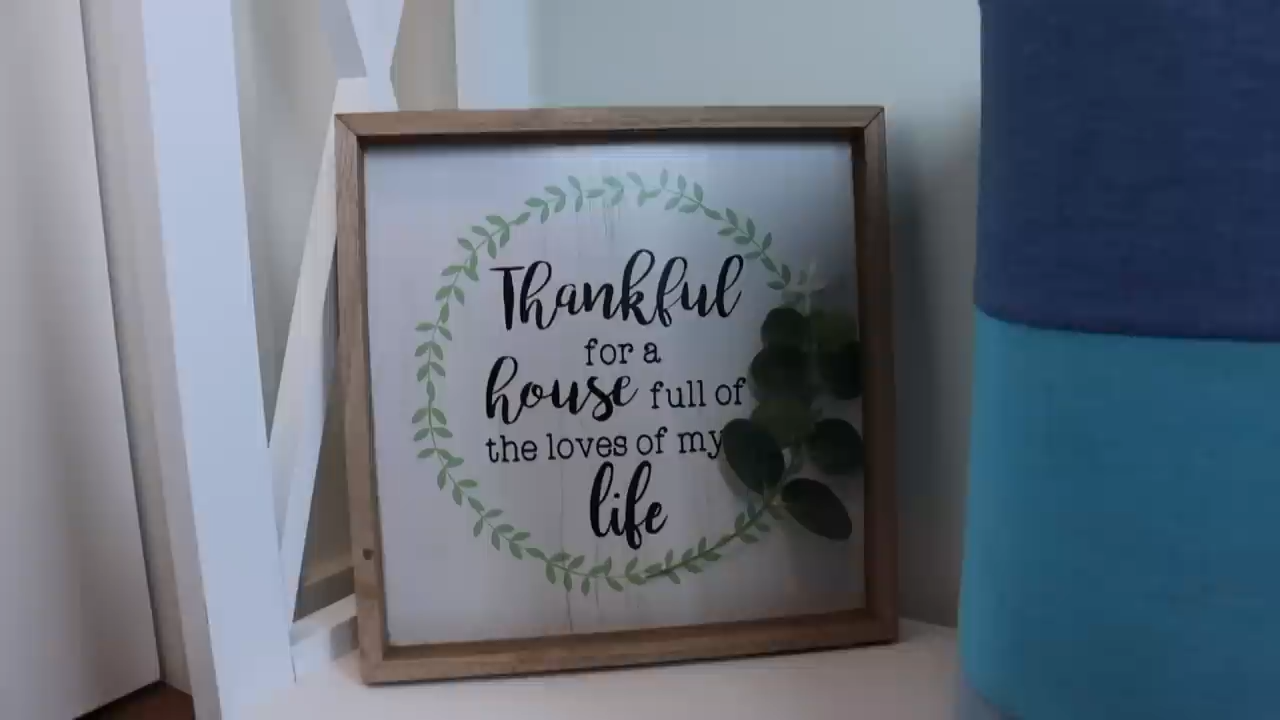 Thankful
for a
house full of
the loves of my
life